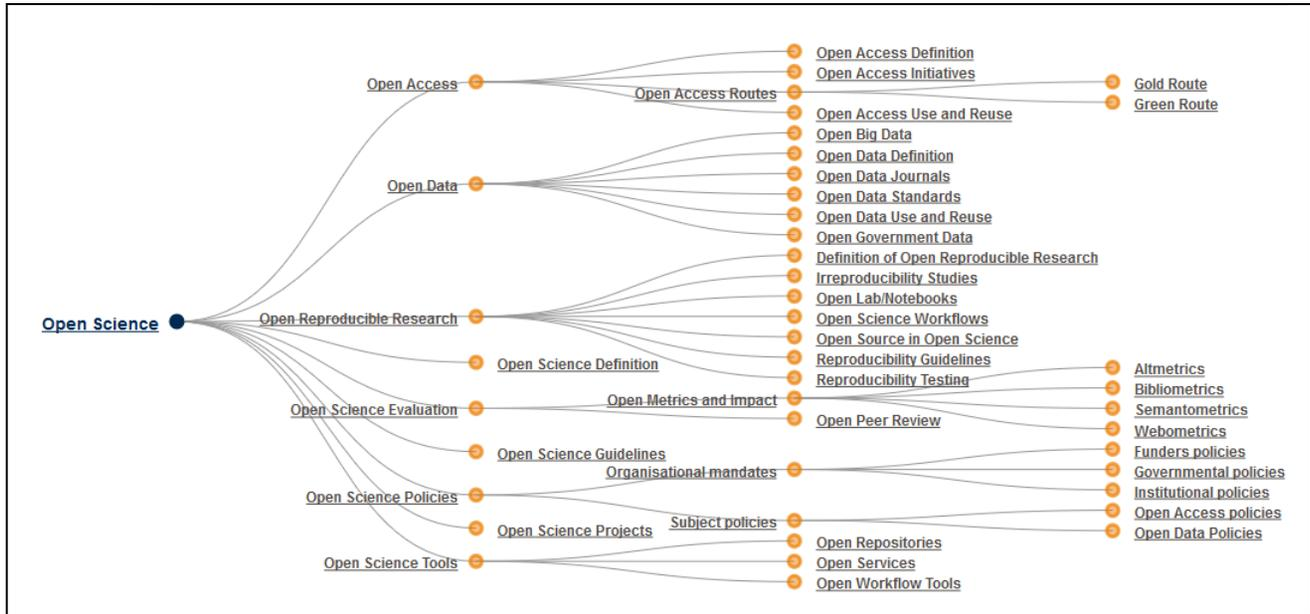 Open Science
Open Access
Open Access Definition
Open Access Initiatives
Open Access Routes
Gold Route
Green Route
Open Access Use and Reuse
Open Data
Open Big Data
Open Data Definition
Open Data Journals
Open Data Standards
Open Data Use and Reuse
Open Government Data
Open Reproducible Research
Definition of Open Reproducible Research
Irreproducibility Studies
Open Lab/Notebooks
Open Science Workflows
Open Source in Open Science
Reproducibility Guidelines
Reproducibility Testing
Open Science Definition
Open Science Evaluation
Open Metrics and Impact
Altmetrics
Bibliometrics
Semantometrics
Webometrics
Open Peer Review
Open Science Guidelines
Open Science Policies
Organisational mandates
Funders policies
Governmental policies
Institutional policies
Subject policies
Open Access policies
Open Data Policies
Open Science Projects
Open Science Tools
Open Repositories
Open Services
Open Workflow Tools